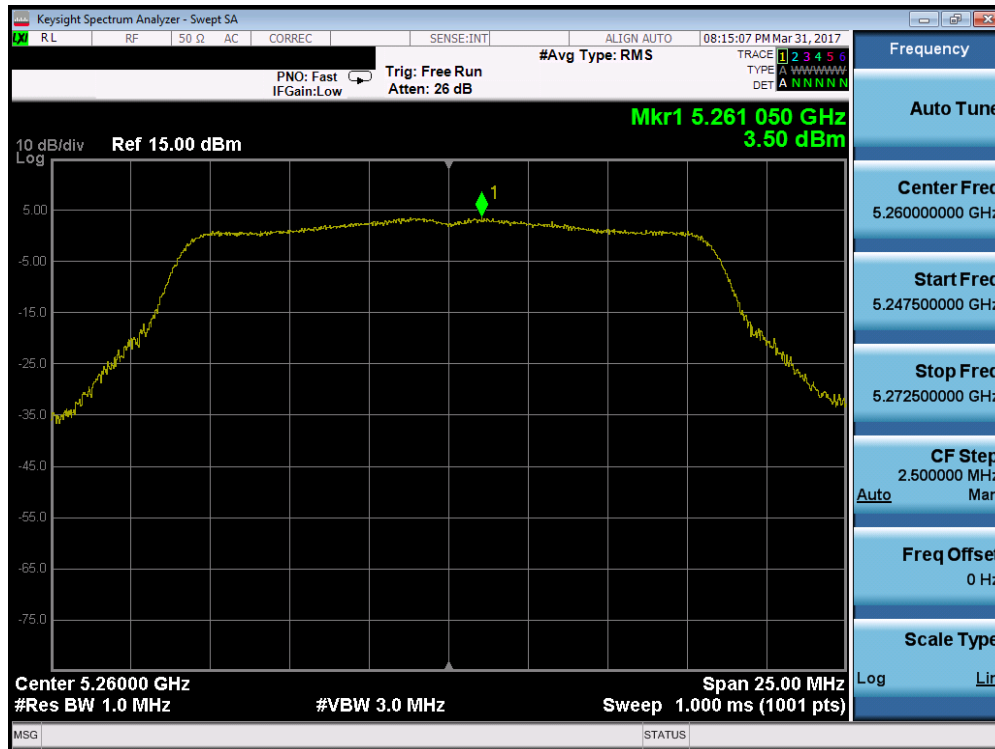 Keysight Spectrum Analyzer - Swept SA
LXI RL RF 50 Ω AC CORREC SENSE:INT ALIGN AUTO 08:15:07 PM Mar 31, 2017
Frequency
#Avg Type: RMS
TRACE 1 2 3 4 5 6
PNO: Fast Trig: Free Run
TYPE A WWWWW
IFGain:Low Atten: 26 dB
DET A N N N N N
Auto Tune
Mkr1 5.261 050 GHz
10 dB/div Ref 15.00 dBm 3.50 dBm
Log
Center Freq
5.260000000 GHz
1
5.00
-5.00
Start Freq
5.247500000 GHz
-15.0
-25.0
Stop Freq
5.272500000 GHz
-35.0
-45.0
CF Step
2.500000 MHz
Auto Man
-55.0
Freq Offset
0 Hz
-65.0
-75.0
Scale Type
Log Lin
Center 5.26000 GHz Span 25.00 MHz
#Res BW 1.0 MHz #VBW 3.0 MHz Sweep 1.000 ms (1001 pts)
MSG STATUS